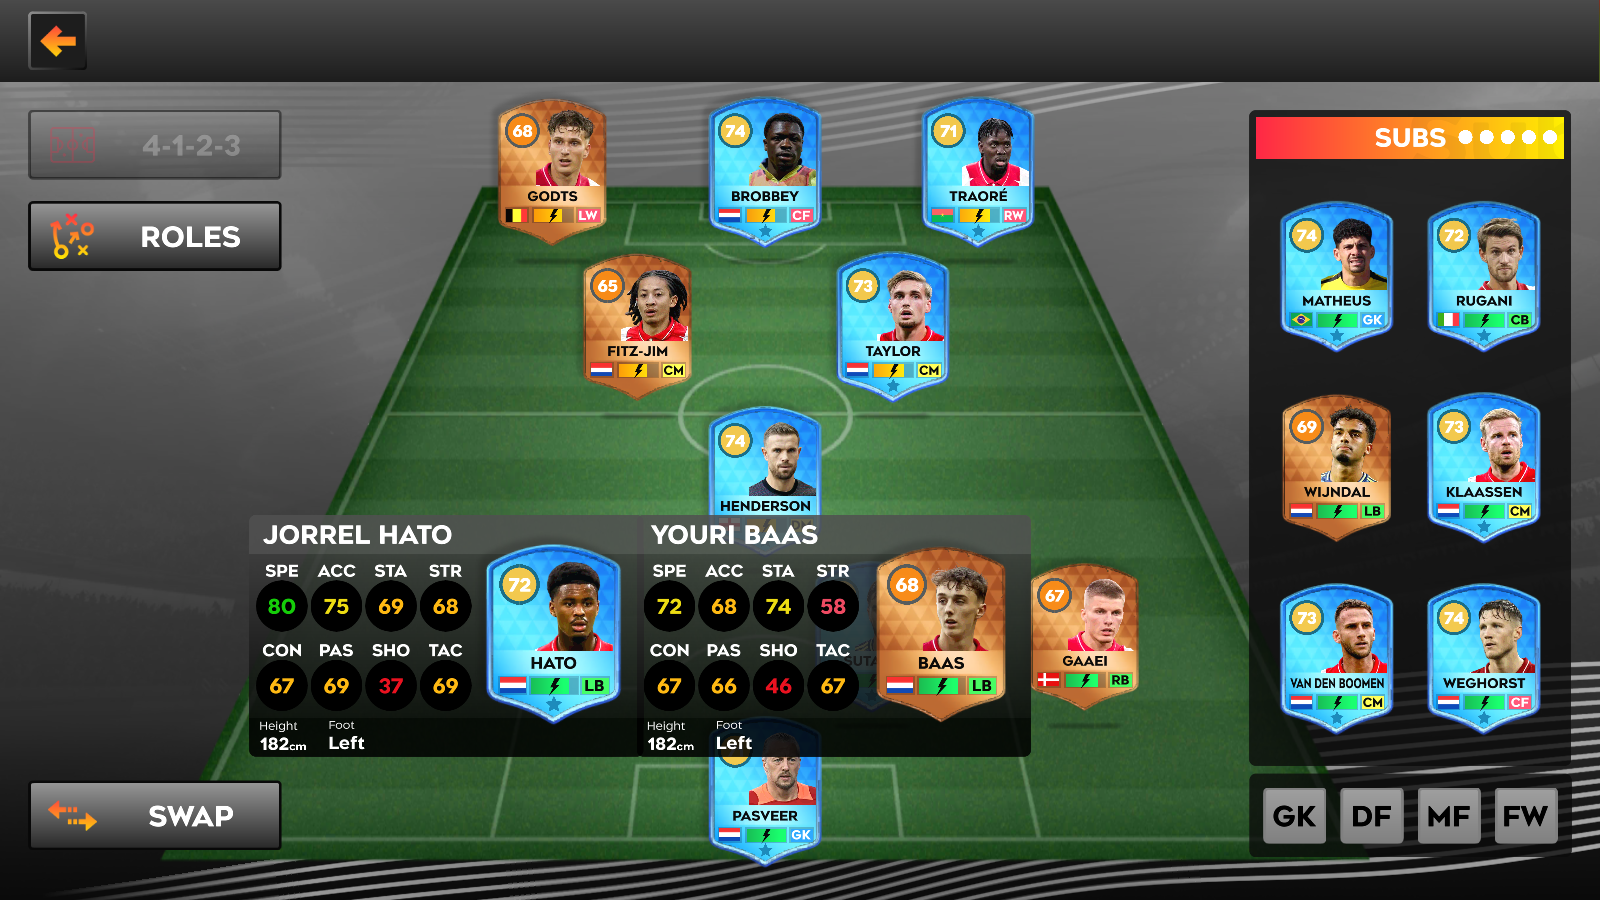 4-1-2-3
ROLES
SWAP
68
GODTS
LW
74
BROBBEY
CF
71
TRAORÉ
RW
65
FITZ-JIM
CM
73
TAYLOR
CM
74
HENDERSON
JORREL HATO
SPE ACC STA STR
80 75 69 68
CON PAS SHO TAC
67 69 37 69
Height Foot
182cm Left
72
HATO
LB
YOURI BAAS
SPE ACC STA STR
72 68 74 58
CON PAS SHO TAC
67 66 46 67
Height Foot
182cm Left
68
BAAS
LB
67
GAAEI
RB
PASVEER
GK
SUBS
74
MATHEUS
GK
72
RUGANI
CB
69
WIJNDAL
LB
73
KLAASSEN
CM
73
VAN DEN BOOMEN
CM
74
WEGHORST
CF
GK DF MF FW